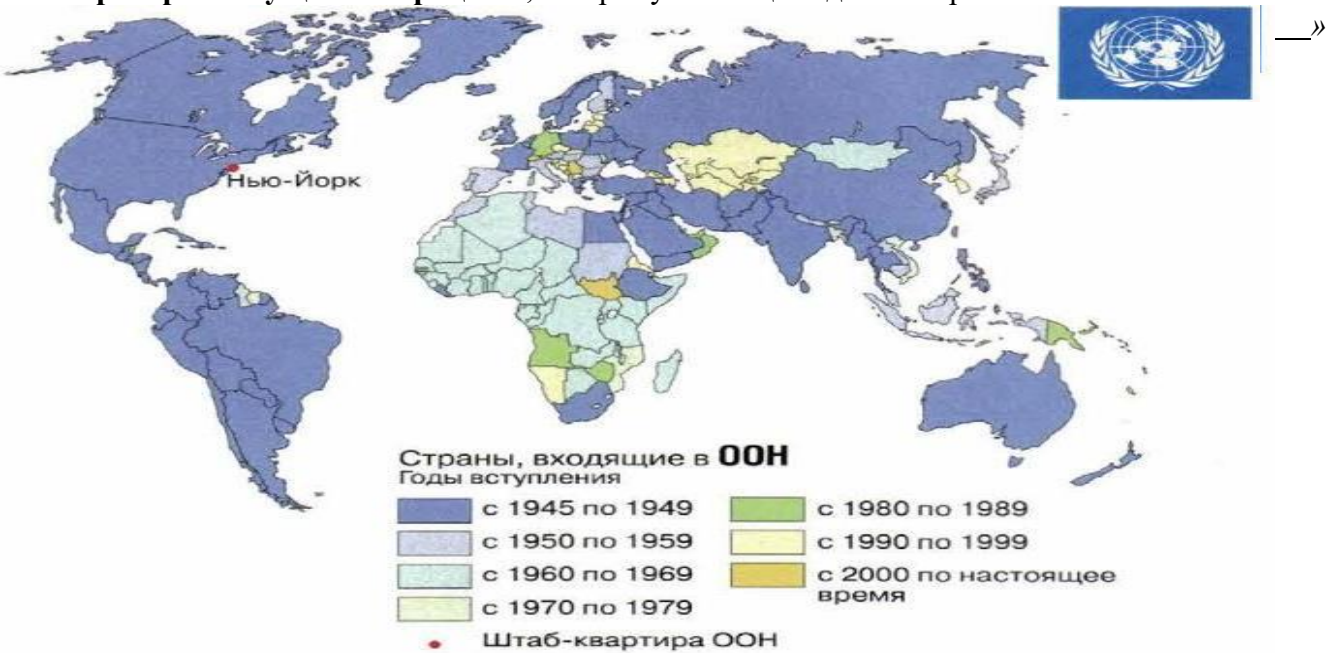 __»
Нью-Йорк
Страны, входящие в ООН
Годы вступления
с 1945 по 1949
с 1950 по 1959
с 1960 по 1969
с 1970 по 1979
с 1980 по 1989
с 1990 по 1999
с 2000 по настоящее
время
Штаб-квартира ООН